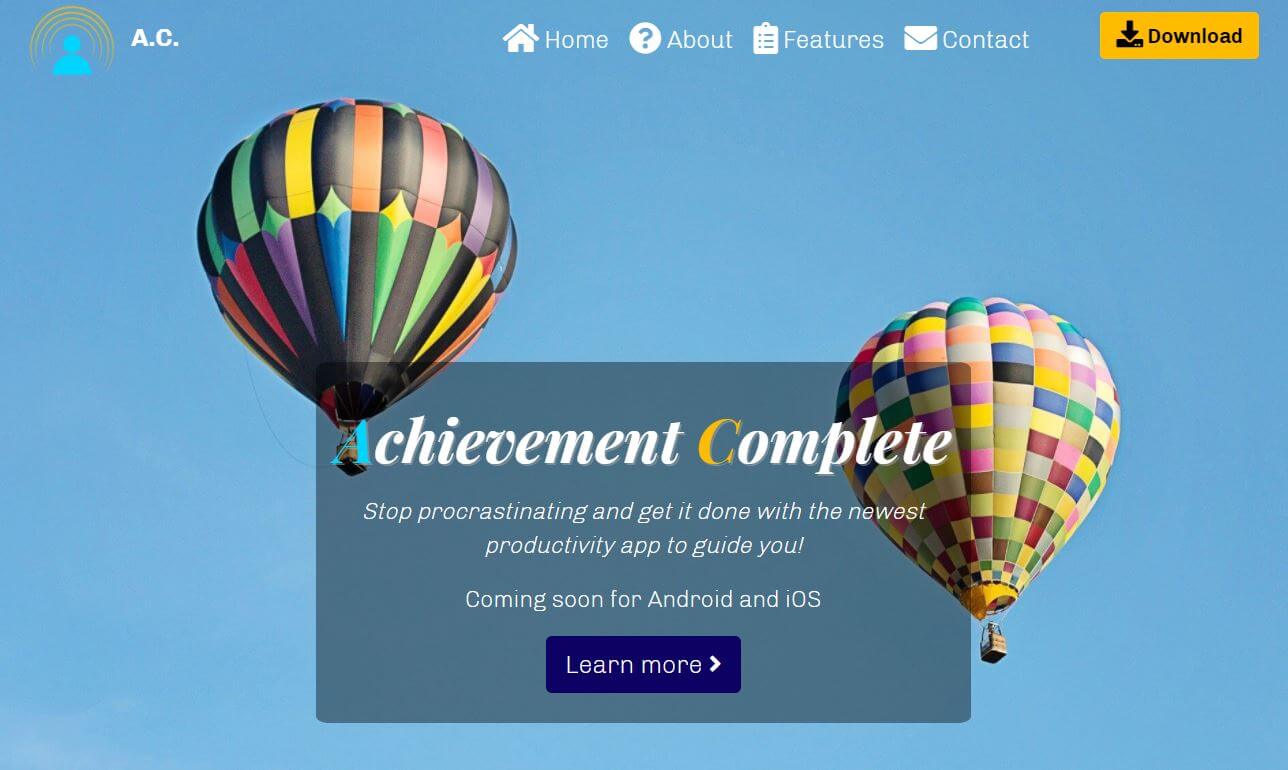 A.C.
Home About Features Contact
Download
Achievement Complete
Stop procrastinating and get it done with the newest
productivity app to guide you!
Coming soon for Android and iOS
Learn more